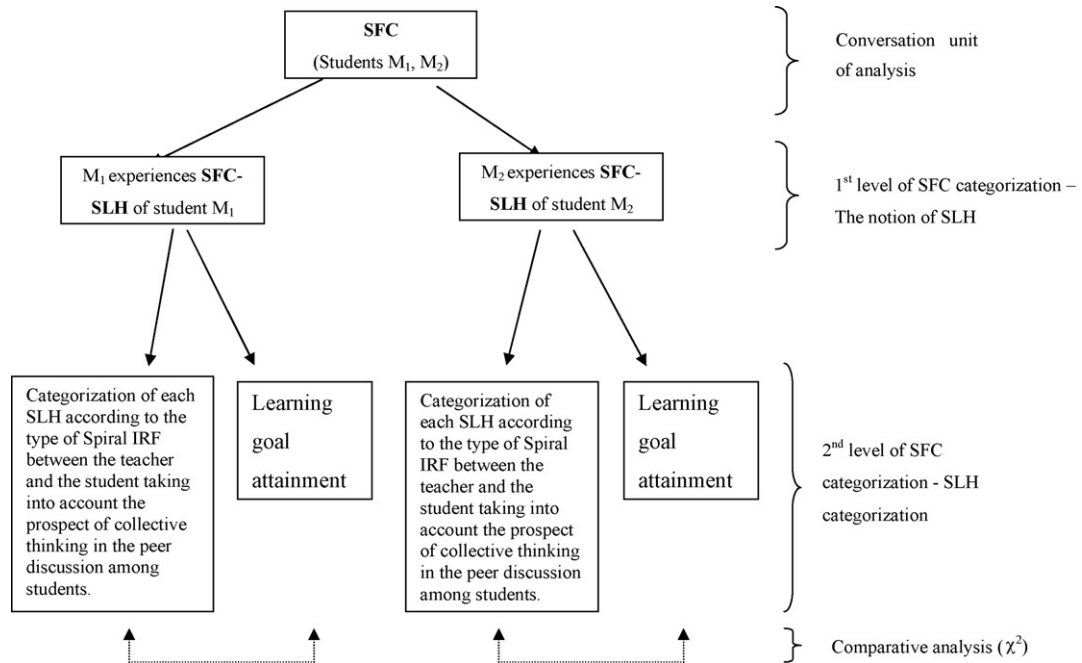 SFC
(Students M₁, M₂)
Conversation unit
of analysis
M₁ experiences SFC-
SLH of student M₁
M₂ experiences SFC-
SLH of student M₂
1st level of SFC categorization –
The notion of SLH
Categorization of each
SLH according to the
type of Spiral IRF
between the teacher
and the student taking
into account the
prospect of collective
thinking in the peer
discussion among
students.
Learning
goal
attainment
Categorization of
each SLH according
to the type of Spiral
IRF between the
teacher and the
student taking into
account the prospect
of collective thinking
in the peer discussion
among students.
Learning
goal
attainment
2nd level of SFC
categorization - SLH
categorization
Comparative analysis (χ²)